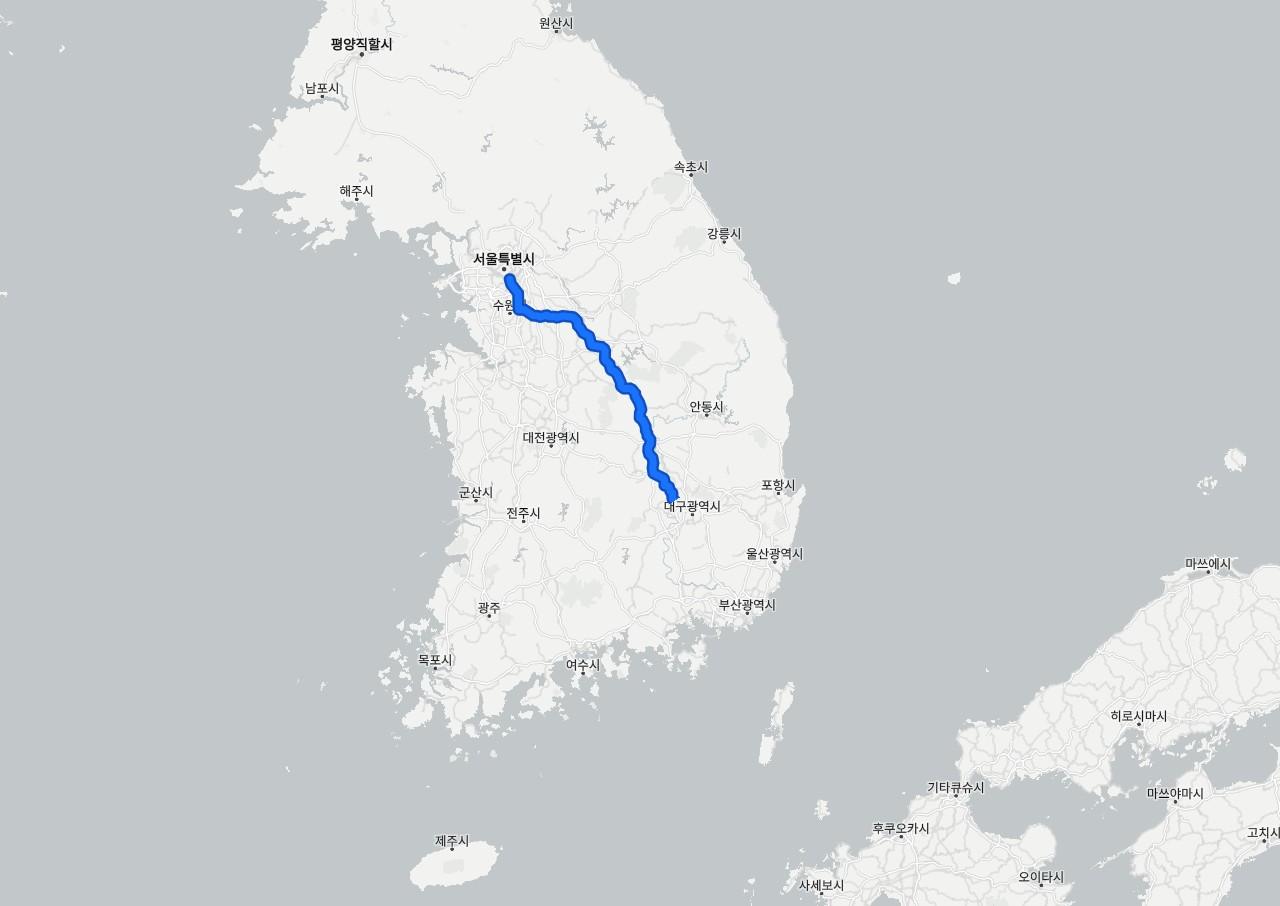 원산시
평양직할시
남포시
속초시
해주시
강릉시
서울특별시
안동시
대전광역시
포항시
군산시
전주시
대구광역시
울산광역시
마쓰에시
부산광역시
광주
목포시
여수시
히로시마시
기타큐슈시
마쓰야마시
후쿠오카시
고치시
제주시
오이타시
사세보시